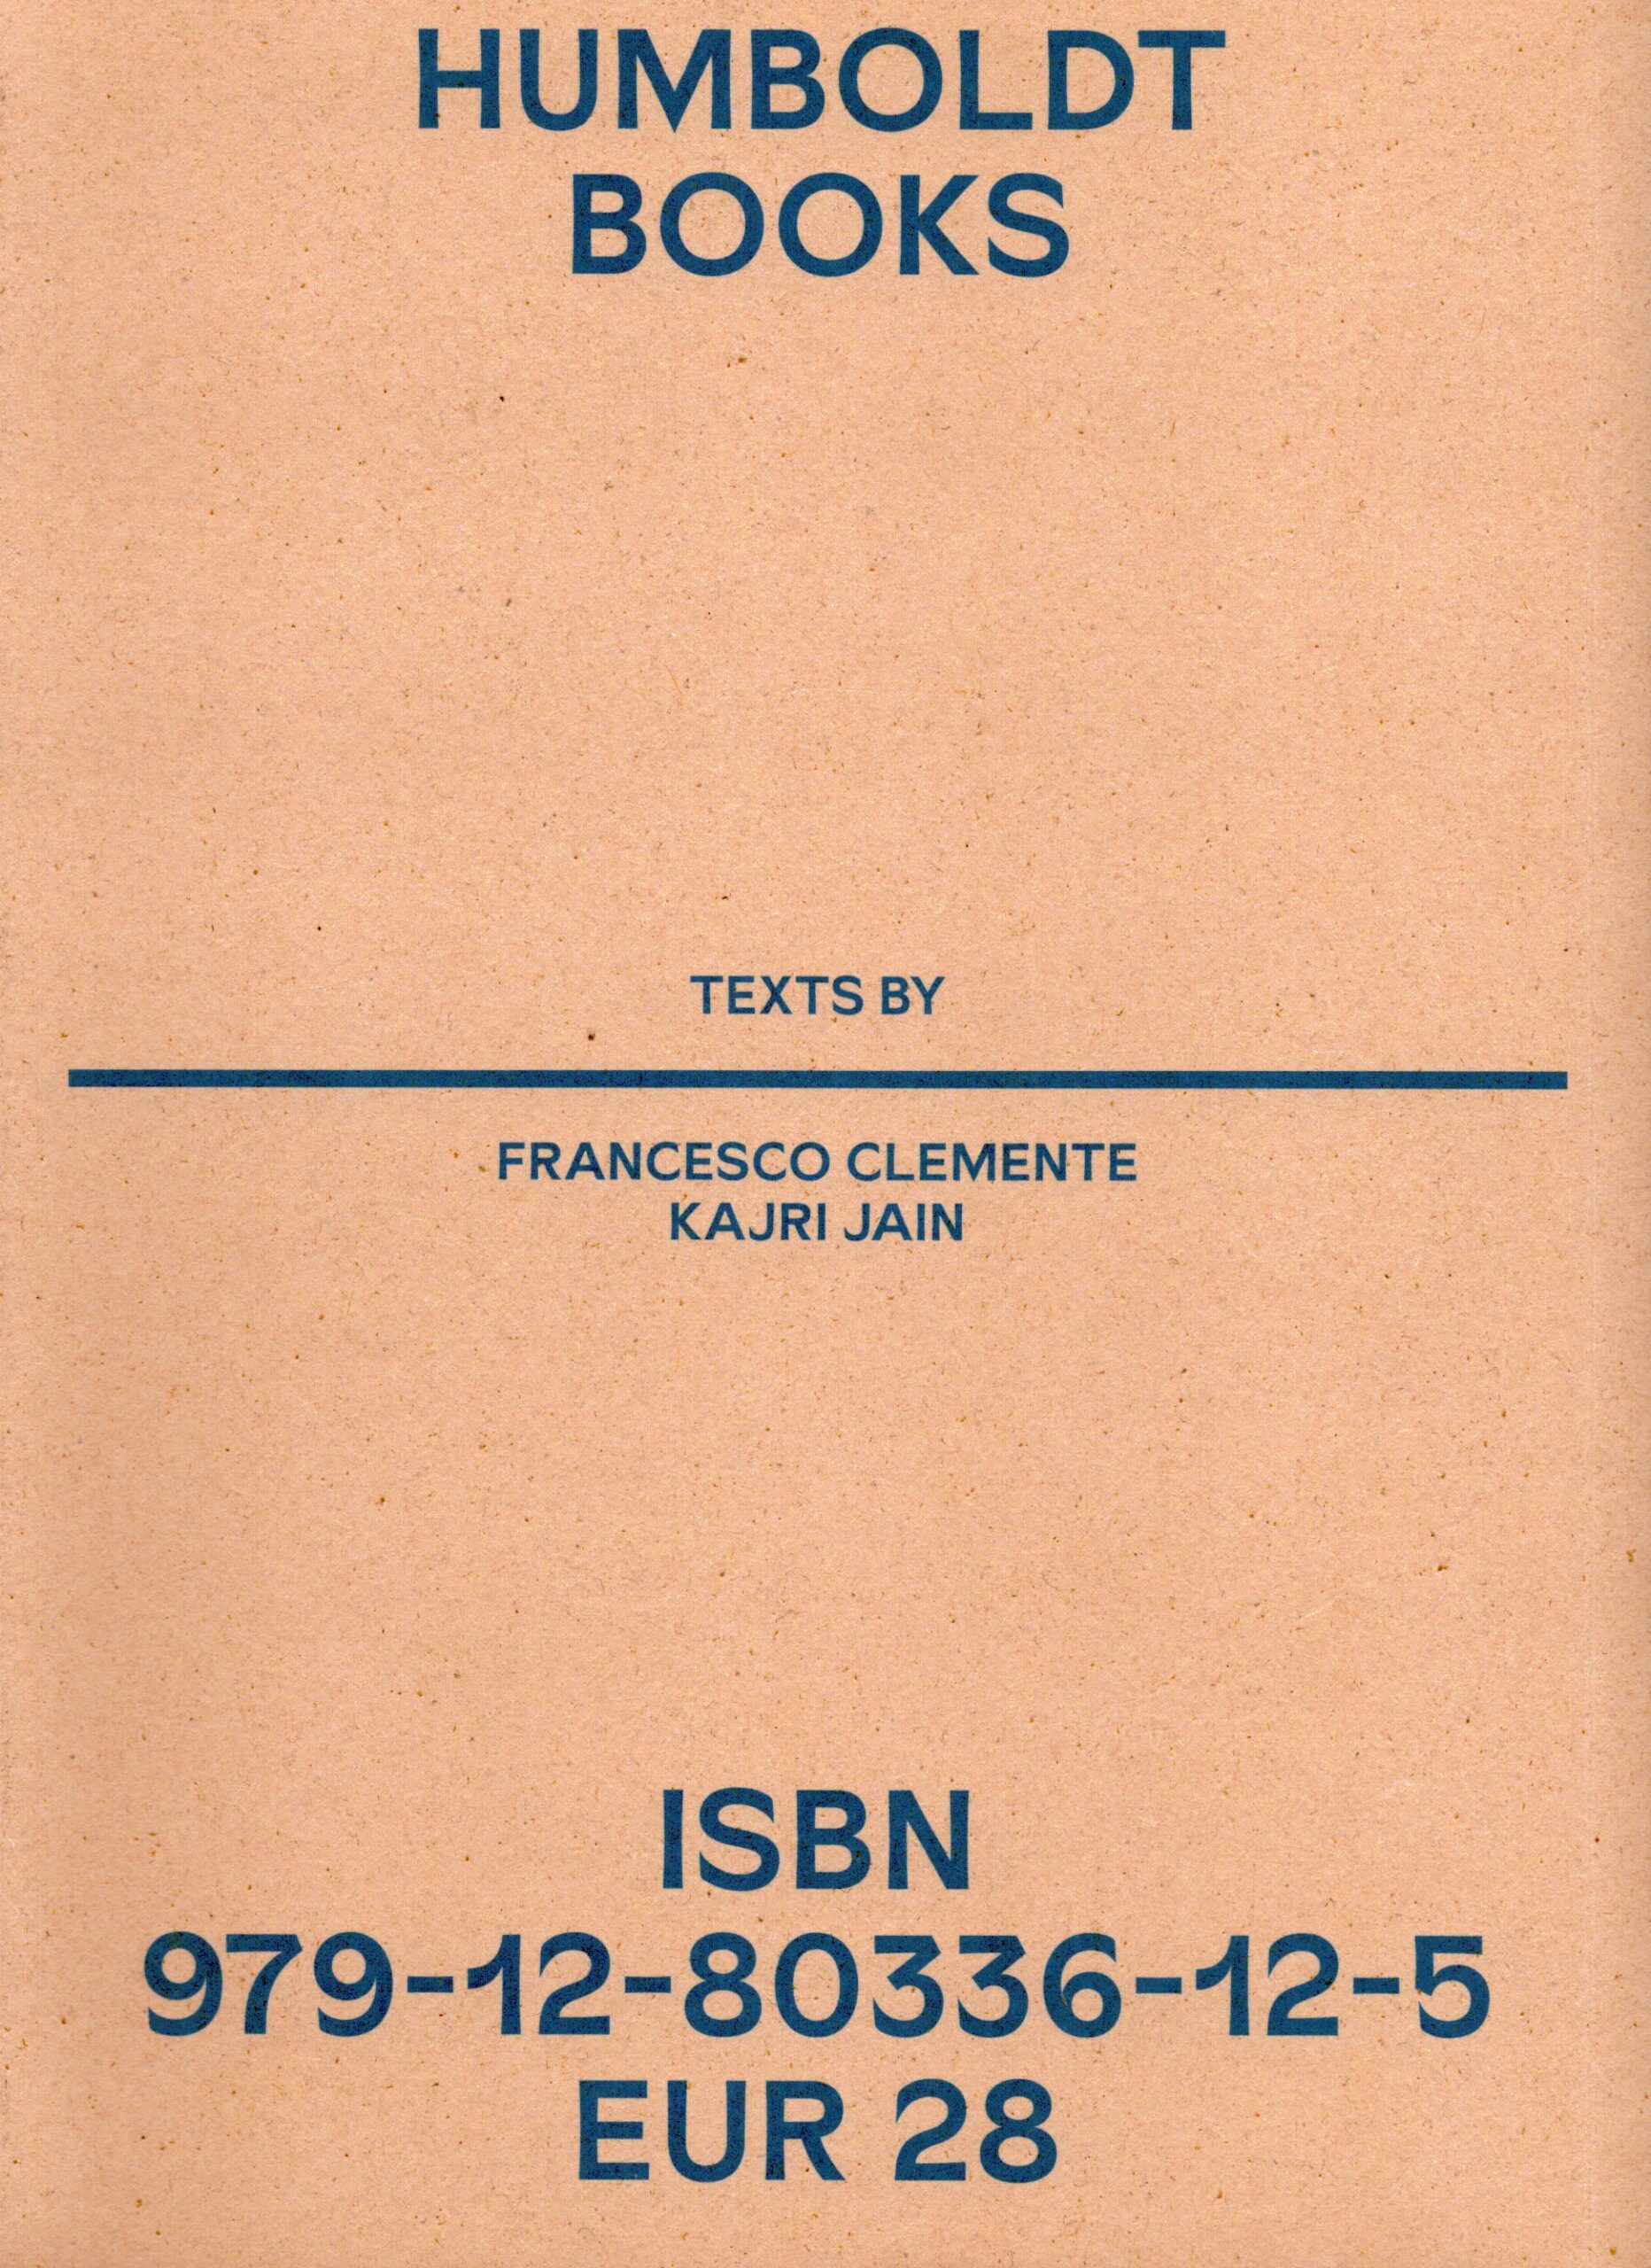 HUMBOLDT
BOOKS
TEXTS BY
FRANCESCO CLEMENTE
KAJRI JAIN
ISBN
979-12-80336-12-5
EUR 28